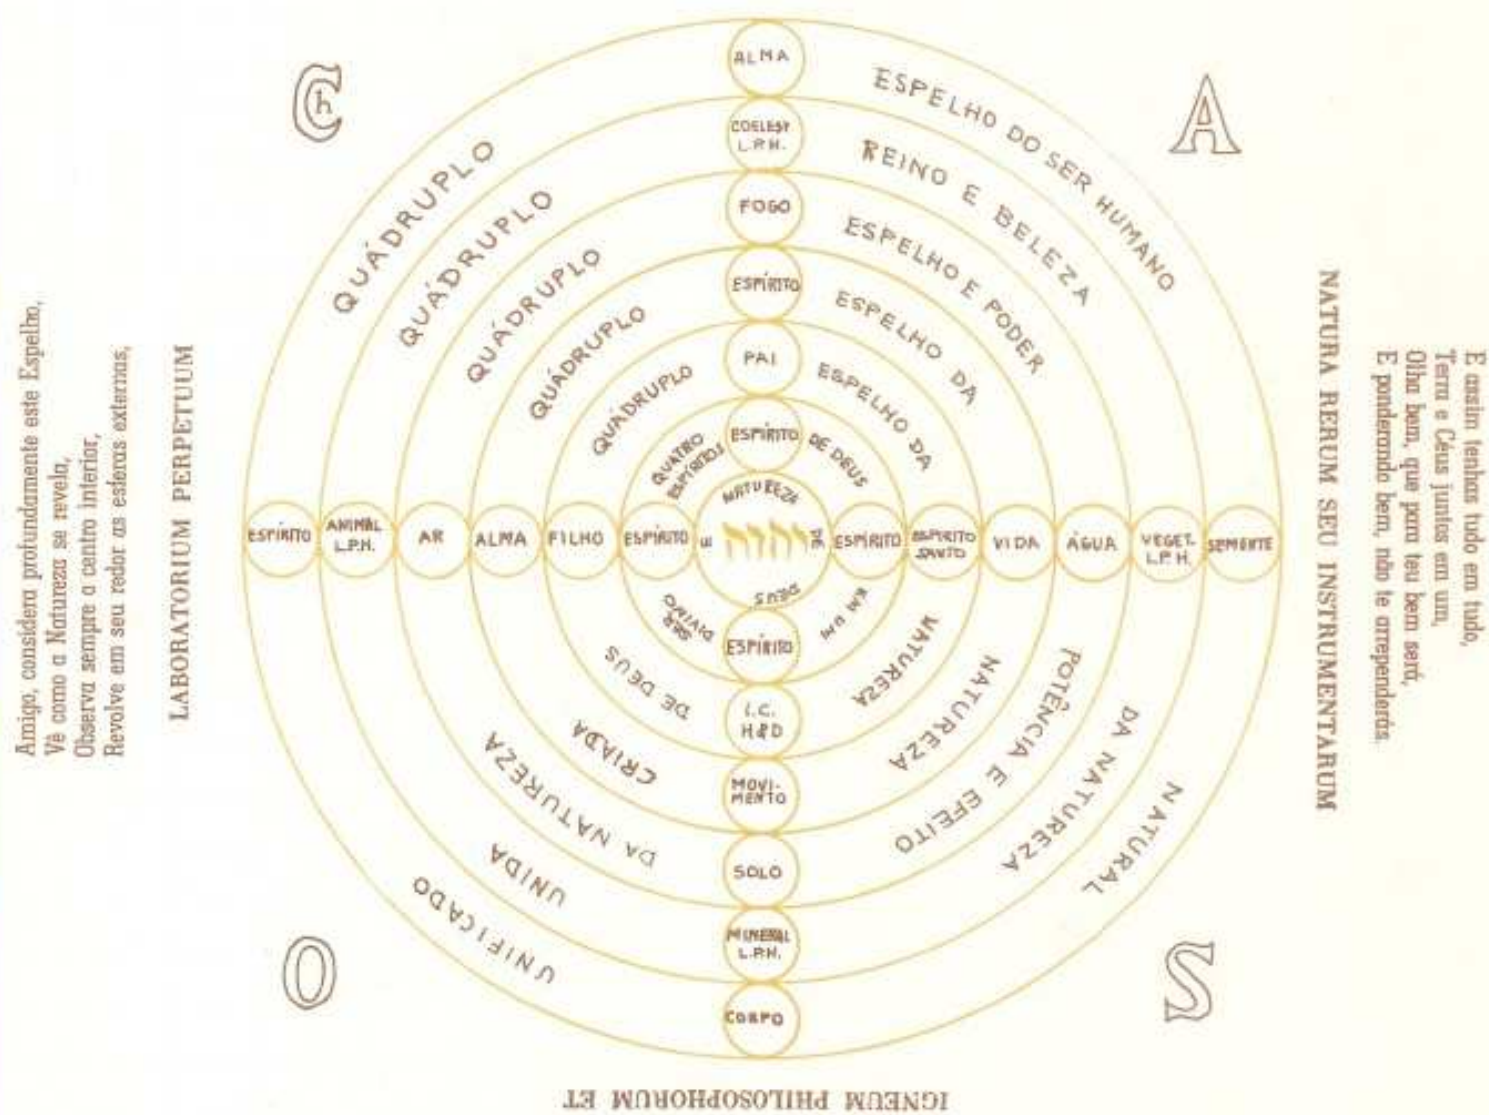 Ch
A
O
S
Amigo, considera profundamente este Espelho,
Vê como a Natureza se revela,
Observa sempre o centro interior,
Revolve em seu redor as esferas externas,
LABORATORIUM PERPETUUM
NATURA RERUM SEU INSTRUMENTARUM
E assim tenhas tudo em tudo,
Terra e Céus juntos em um,
Olha bem, que para teu bem será,
E ponderando bem, não te arrependerás.
IGNEUM PHILOSOPHORUM ET
QUÁDRUPLO
ESPELHO DO SER HUMANO
NATURAL
UNIFICADO
QUÁDRUPLO
REINO E BELEZA
DA NATUREZA
UNIDA
QUÁDRUPLO
ESPELHO E PODER
POTÊNCIA E EFEITO
DA NATUREZA
QUÁDRUPLO
ESPELHO DA
NATUREZA
CRIADA
QUÁDRUPLO
ESPELHO DA
NATUREZA
DE DEUS
QUATRO
ESPÍRITOS
DE DEUS
EM UM
SER
DIVINO
NATUREZA
DE
DEUS
E
יהוה
ALMA
COELEST
L.P.H.
FOGO
ESPÍRITO
PAI
ESPÍRITO
ESPÍRITO
ANIMAL
L.P.H.
AR
ALMA
FILHO
ESPÍRITO
ESPÍRITO
ESPÍRITO
SANTO
VIDA
ÁGUA
VEGET.
L.P.H.
SEMENTE
ESPÍRITO
I.C.
H&D
MOVI-
MENTO
SOLO
MINERAL
L.P.H.
CORPO